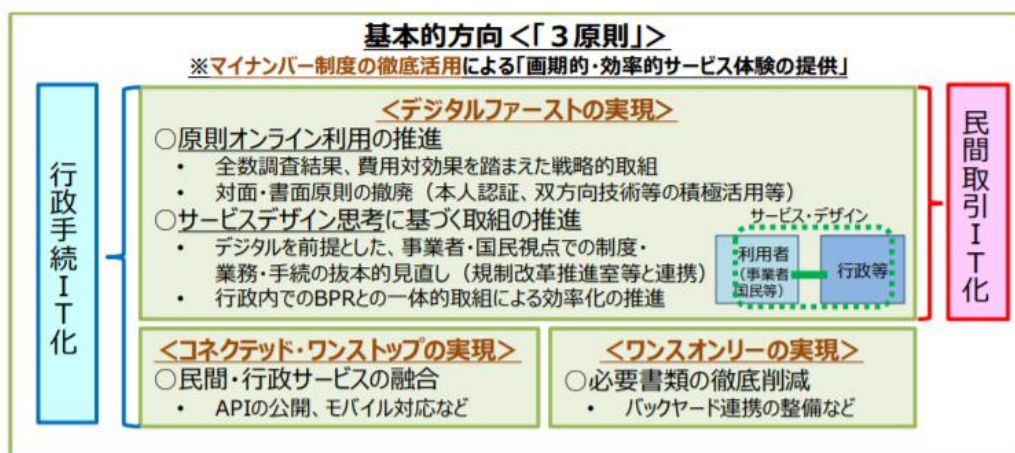 基本的方向＜「３原則」＞
※マイナンバー制度の徹底活用による「画期的・効率的サービス体験の提供」
行政手続ＩＴ化
＜デジタルファーストの実現＞
○原則オンライン利用の推進
• 全数調査結果、費用対効果を踏まえた戦略的取組
• 対面・書面原則の撤廃（本人認証、双方向技術等の積極活用等）
○サービスデザイン思考に基づく取組の推進
• デジタルを前提とした、事業者・国民視点での制度・
業務・手続の抜本的見直し（規制改革推進室等と連携）
• 行政内でのBPRとの一体的取組による効率化の推進
サービス・デザイン
利用者
（事業者
国民等）
行政等
＜コネクテッド・ワンストップの実現＞
○民間・行政サービスの融合
• APIの公開、モバイル対応など
＜ワンスオンリーの実現＞
○必要書類の徹底削減
• バックヤード連携の整備など
民間取引ＩＴ化